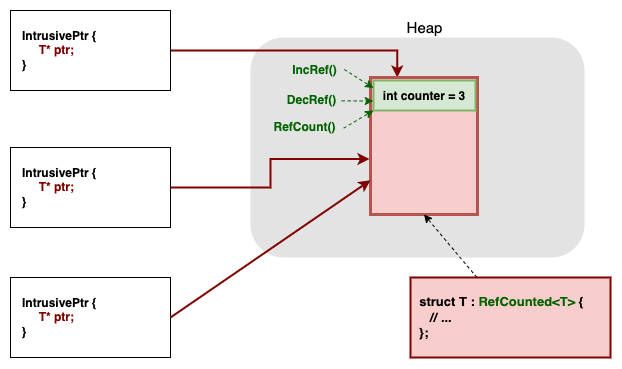 Heap
IntrusivePtr {
T* ptr;
}
IncRef()
DecRef()
RefCount()
int counter = 3
IntrusivePtr {
T* ptr;
}
IntrusivePtr {
T* ptr;
}
struct T : RefCounted<T> {
// ...
};